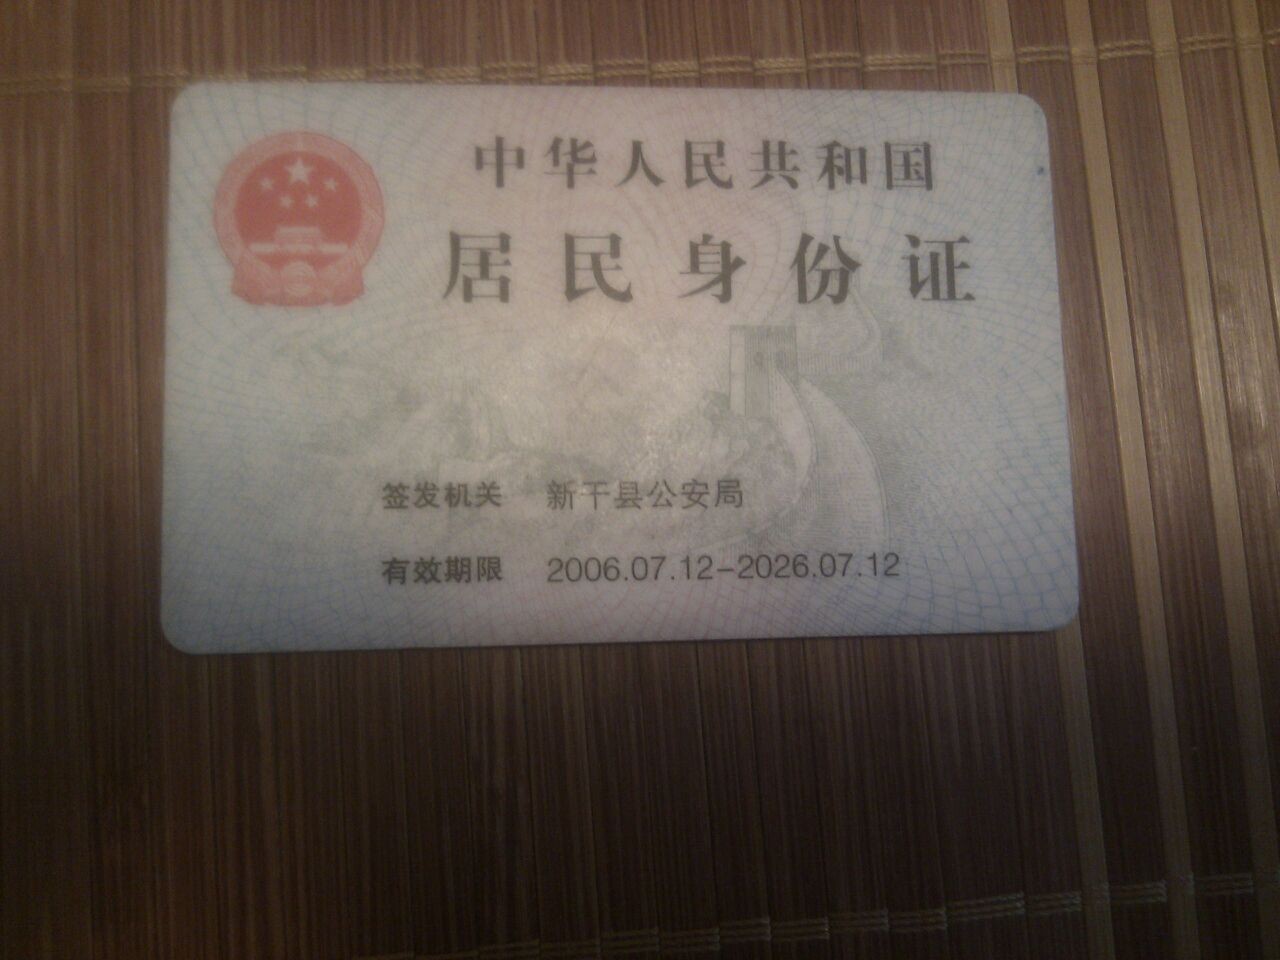 中华人民共和国
居民身份证
签发机关 新干县公安局
有效期限 2006.07.12-2026.07.12